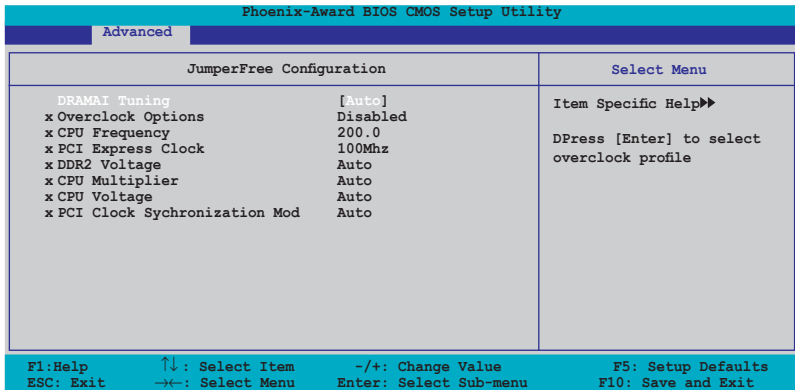 Phoenix-Award BIOS CMOS Setup Utility
Advanced
JumperFree Configuration
Select Menu
DRAMAI Tuning [Auto]
x Overclock Options Disabled
x CPU Frequency 200.0
x PCI Express Clock 100Mhz
x DDR2 Voltage Auto
x CPU Multiplier Auto
x CPU Voltage Auto
x PCI Clock Sychronization Mod Auto
Item Specific Help▶▶
DPress [Enter] to select
overclock profile
F1:Help ↑↓: Select Item -/+: Change Value F5: Setup Defaults
ESC: Exit →←: Select Menu Enter: Select Sub-menu F10: Save and Exit